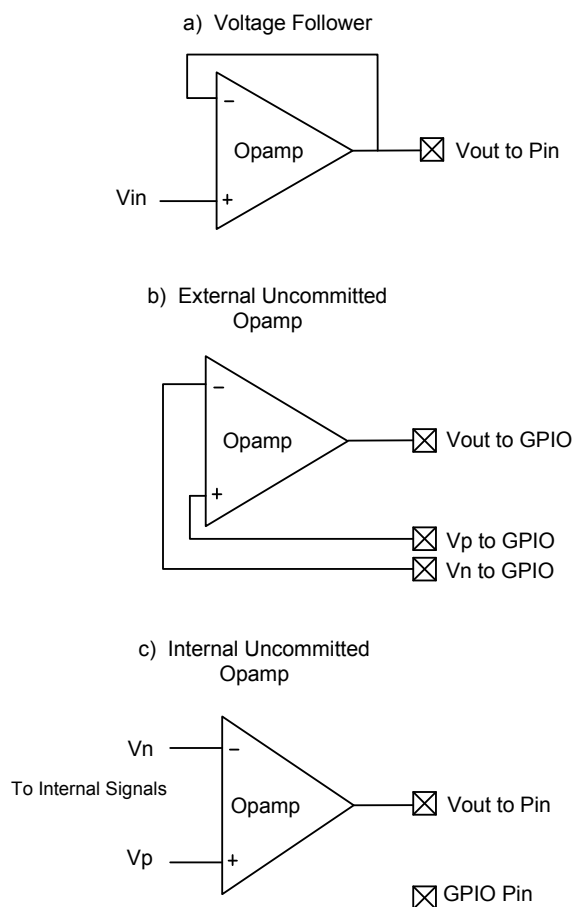 a) Voltage Follower
−
Opamp
Vout to Pin
Vin
+
b) External Uncommitted
Opamp
−
Opamp
Vout to GPIO
+
Vp to GPIO
Vn to GPIO
c) Internal Uncommitted
Opamp
Vn
−
To Internal Signals
Opamp
Vout to Pin
Vp
+
GPIO Pin